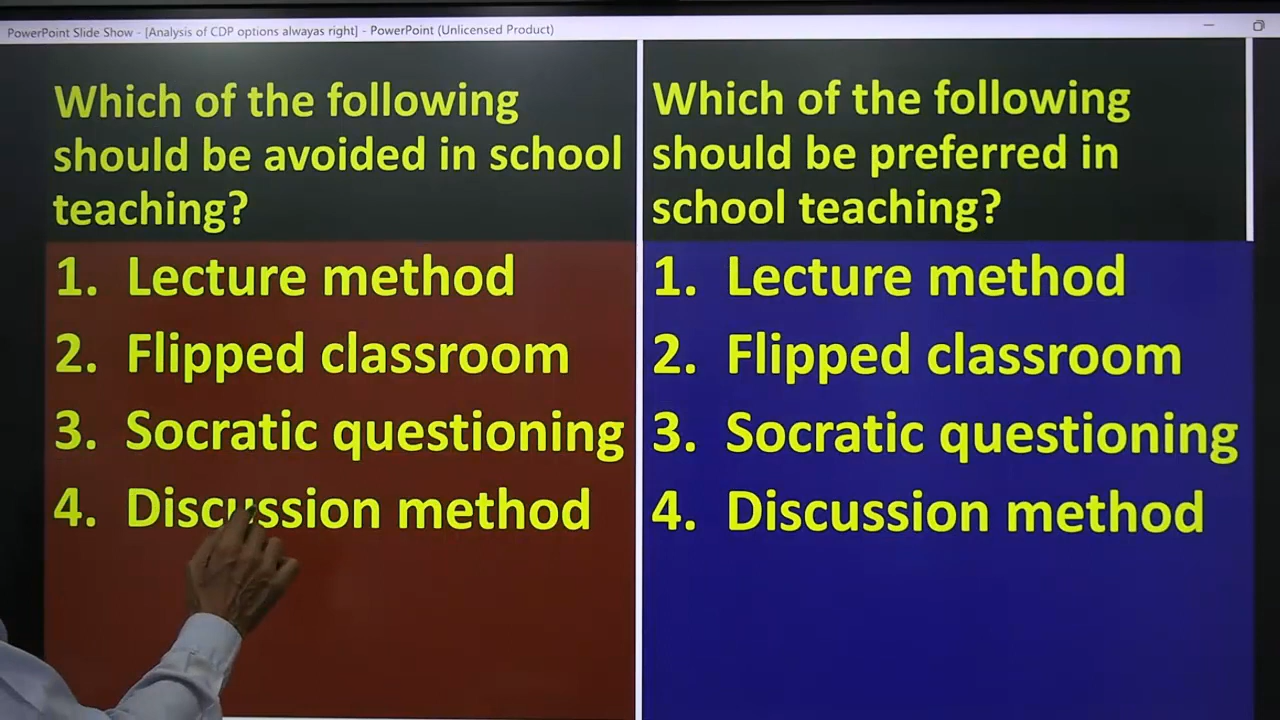 PowerPoint Slide Show - [Analysis of CDP options alwayas right] - PowerPoint (Unlicensed Product)
Which of the following
should be avoided in school
teaching?
1. Lecture method
2. Flipped classroom
3. Socratic questioning
4. Discussion method
Which of the following
should be preferred in
school teaching?
1. Lecture method
2. Flipped classroom
3. Socratic questioning
4. Discussion method